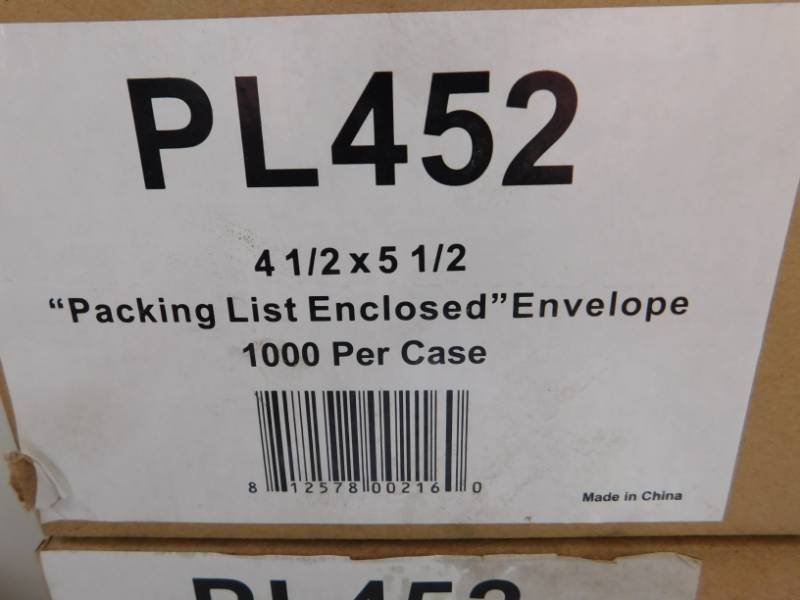 PL452
4 1/2 x 5 1/2
“Packing List Enclosed” Envelope
1000 Per Case
8 12578 00216 0
Made in China
PL452